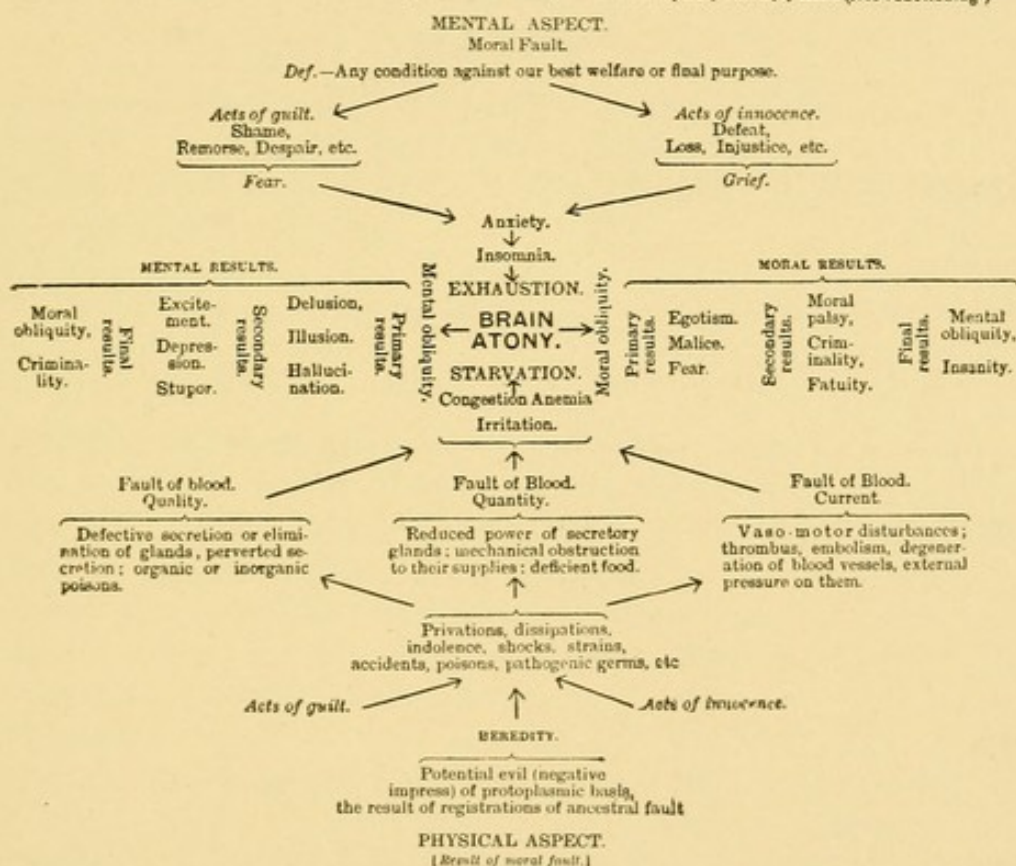 MENTAL ASPECT.
Moral Fault.
Def.—Any condition against our best welfare or final purpose.
Acts of guilt.
Shame,
Remorse, Despair, etc.
Fear.
Acts of innocence.
Defeat,
Loss, Injustice, etc.
Grief.
Anxiety.
Insomnia.
EXHAUSTION.
BRAIN
ATONY.
STARVATION.
Congestion Anemia
Irritation.
MENTAL RESULTS.
Moral
obliquity,
Crimina-
lity.
Final
results.
Excite-
ment.
Depres-
sion.
Stupor.
Secondary
results,
Delusion,
Illusion.
Halluci-
nation.
Primary
results.
Mental obliquity.
MORAL RESULTS.
Moral obliquity.
Primary
results.
Egotism.
Malice.
Fear.
Secondary
results.
Moral
palsy,
Crim-
inality,
Fatuity.
Final
results.
Mental
obliquity,
Insanity.
Fault of blood.
Quality.
Defective secretion or elimi-
nation of glands, perverted se-
cretion; organic or inorganic
poisons.
Fault of Blood.
Quantity.
Reduced power of secretory
glands; mechanical obstruction
to their supplies; deficient food.
Fault of Blood.
Current.
Vaso-motor disturbances;
thrombus, embolism, degener-
ation of blood vessels, external
pressure on them.
Privations, dissipations,
indolence, shocks, strains,
accidents, poisons, pathogenic germs, etc
Acts of guilt.
Acts of innocence.
HEREDITY.
Potential evil (negative
impress) of protoplasmic basis,
the result of registrations of ancestral fault
PHYSICAL ASPECT.
[Result of moral fault.]